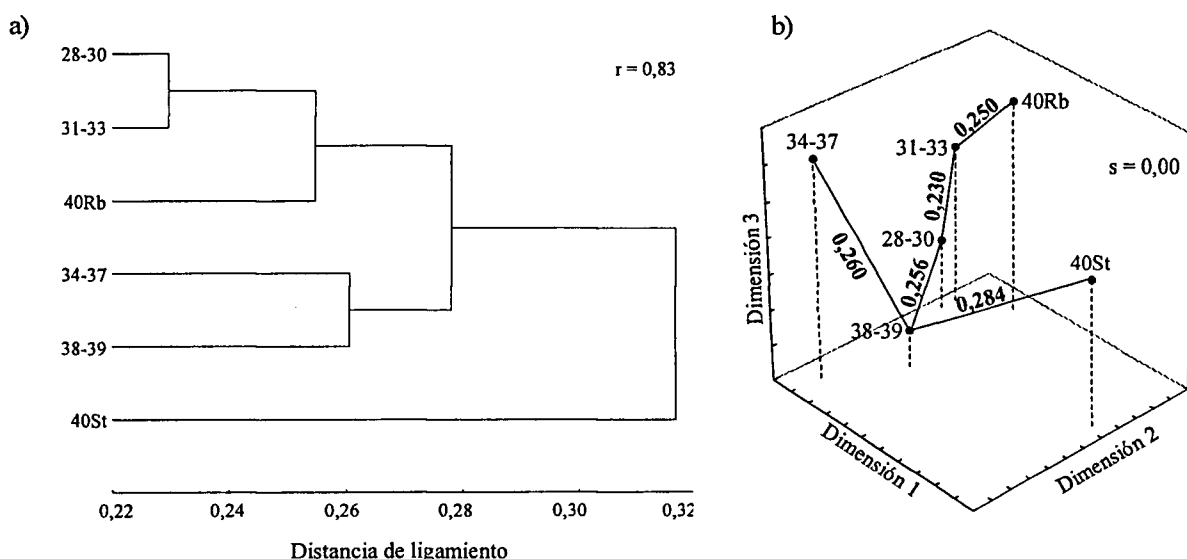 a)
28-30
31-33
40Rb
34-37
38-39
40St
r = 0,83
0,22 0,24 0,26 0,28 0,30 0,32
Distancia de ligamiento
b)
40Rb
0,250
34-37
31-33
s = 0,00
0,230
28-30
0,260
0,256
40St
0,284
38-39
Dimensión 3
Dimensión 1
Dimensión 2